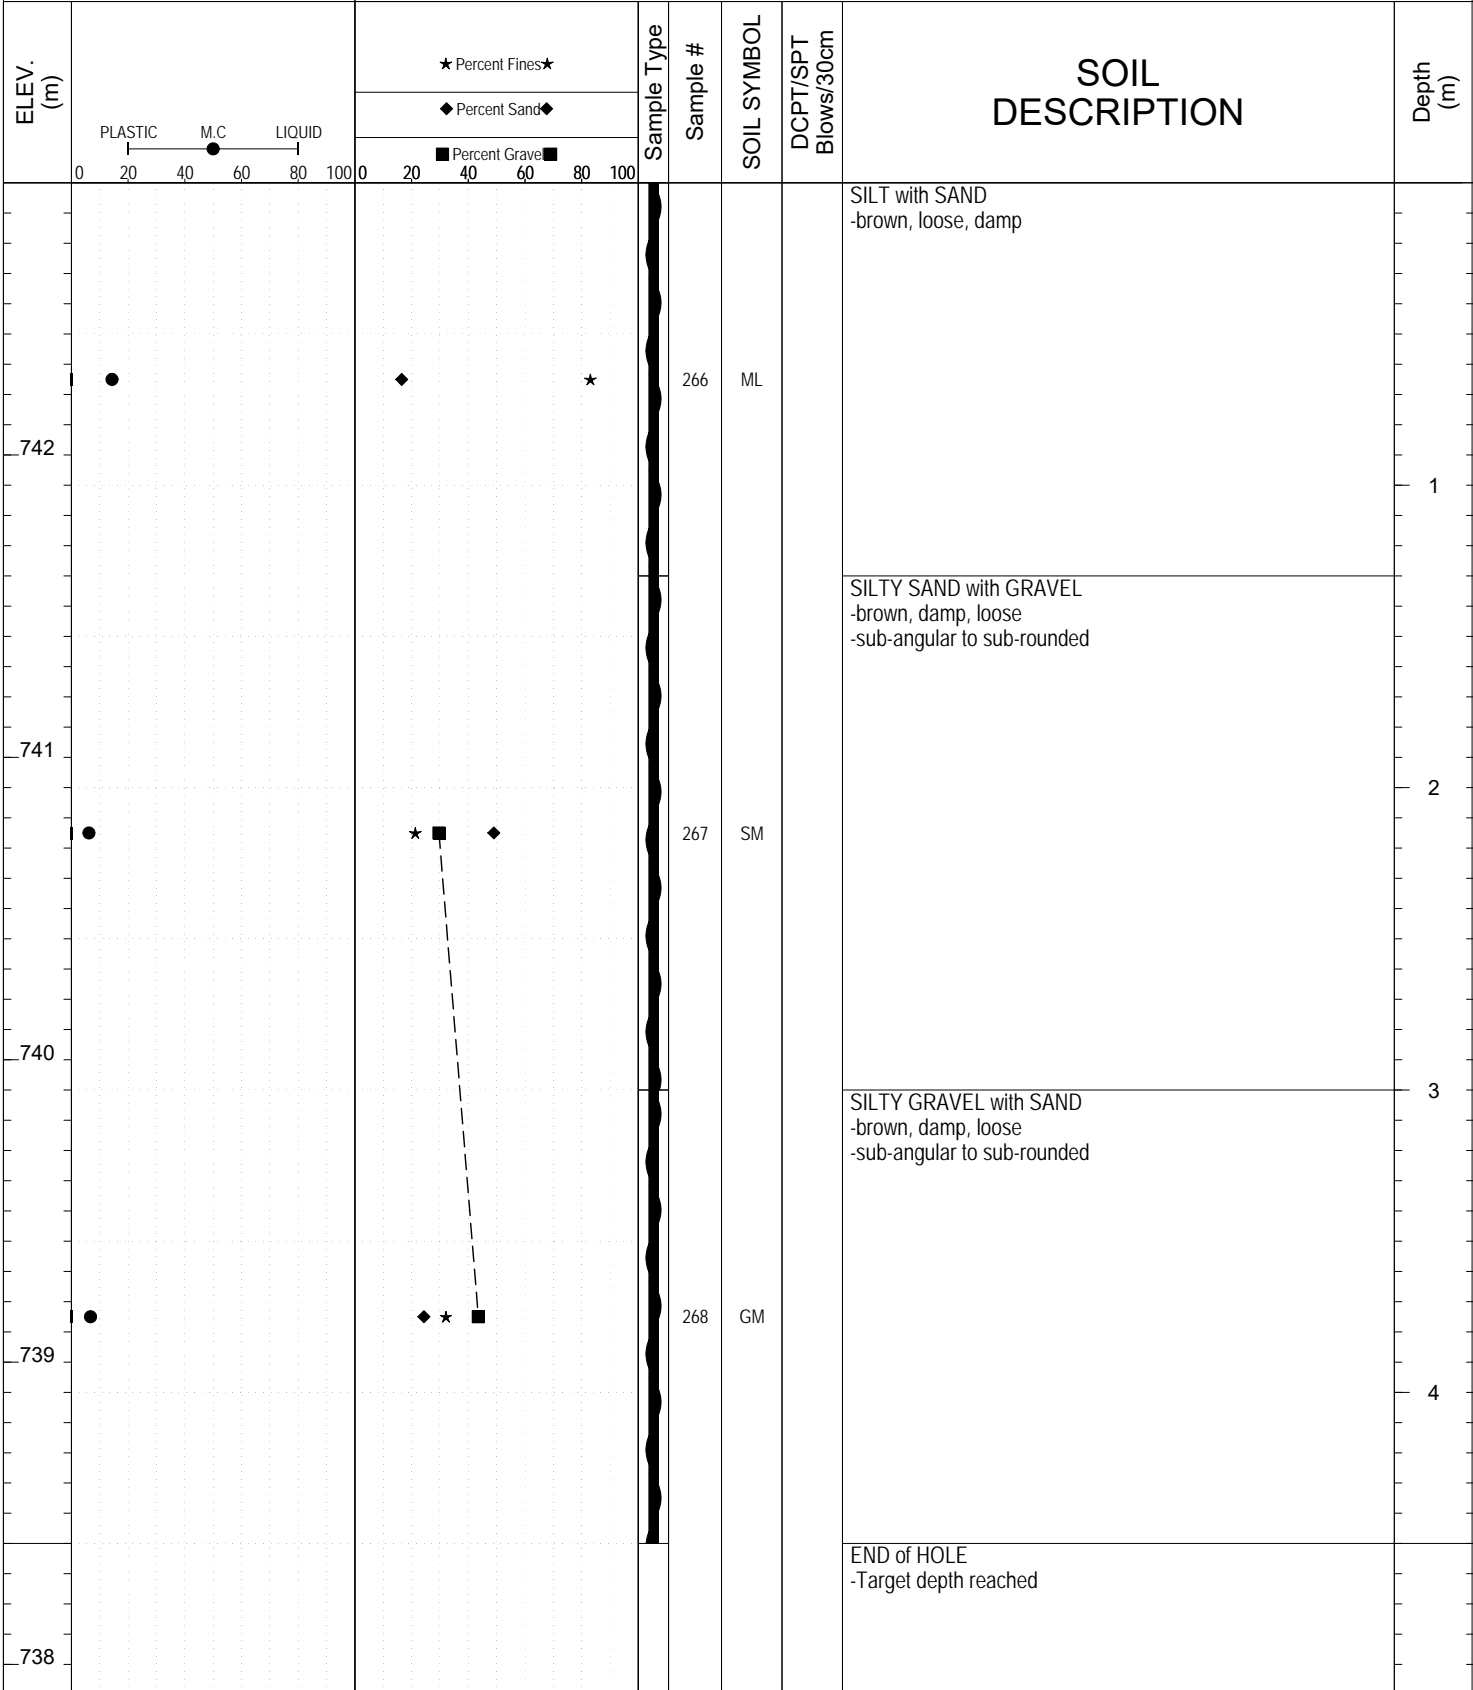 ELEV.
(m)
PLASTIC M.C LIQUID
0 20 40 60 80 100
★ Percent Fines★
◆ Percent Sand◆
■ Percent Gravel■
0 20 40 60 80 100
Sample Type
Sample #
SOIL SYMBOL
DCPT/SPT
Blows/30cm
SOIL
DESCRIPTION
Depth
(m)
SILT with SAND
-brown, loose, damp
266 ML
742
1
SILTY SAND with GRAVEL
-brown, damp, loose
-sub-angular to sub-rounded
741
2
267 SM
740
3
SILTY GRAVEL with SAND
-brown, damp, loose
-sub-angular to sub-rounded
268 GM
739
4
END of HOLE
-Target depth reached
738